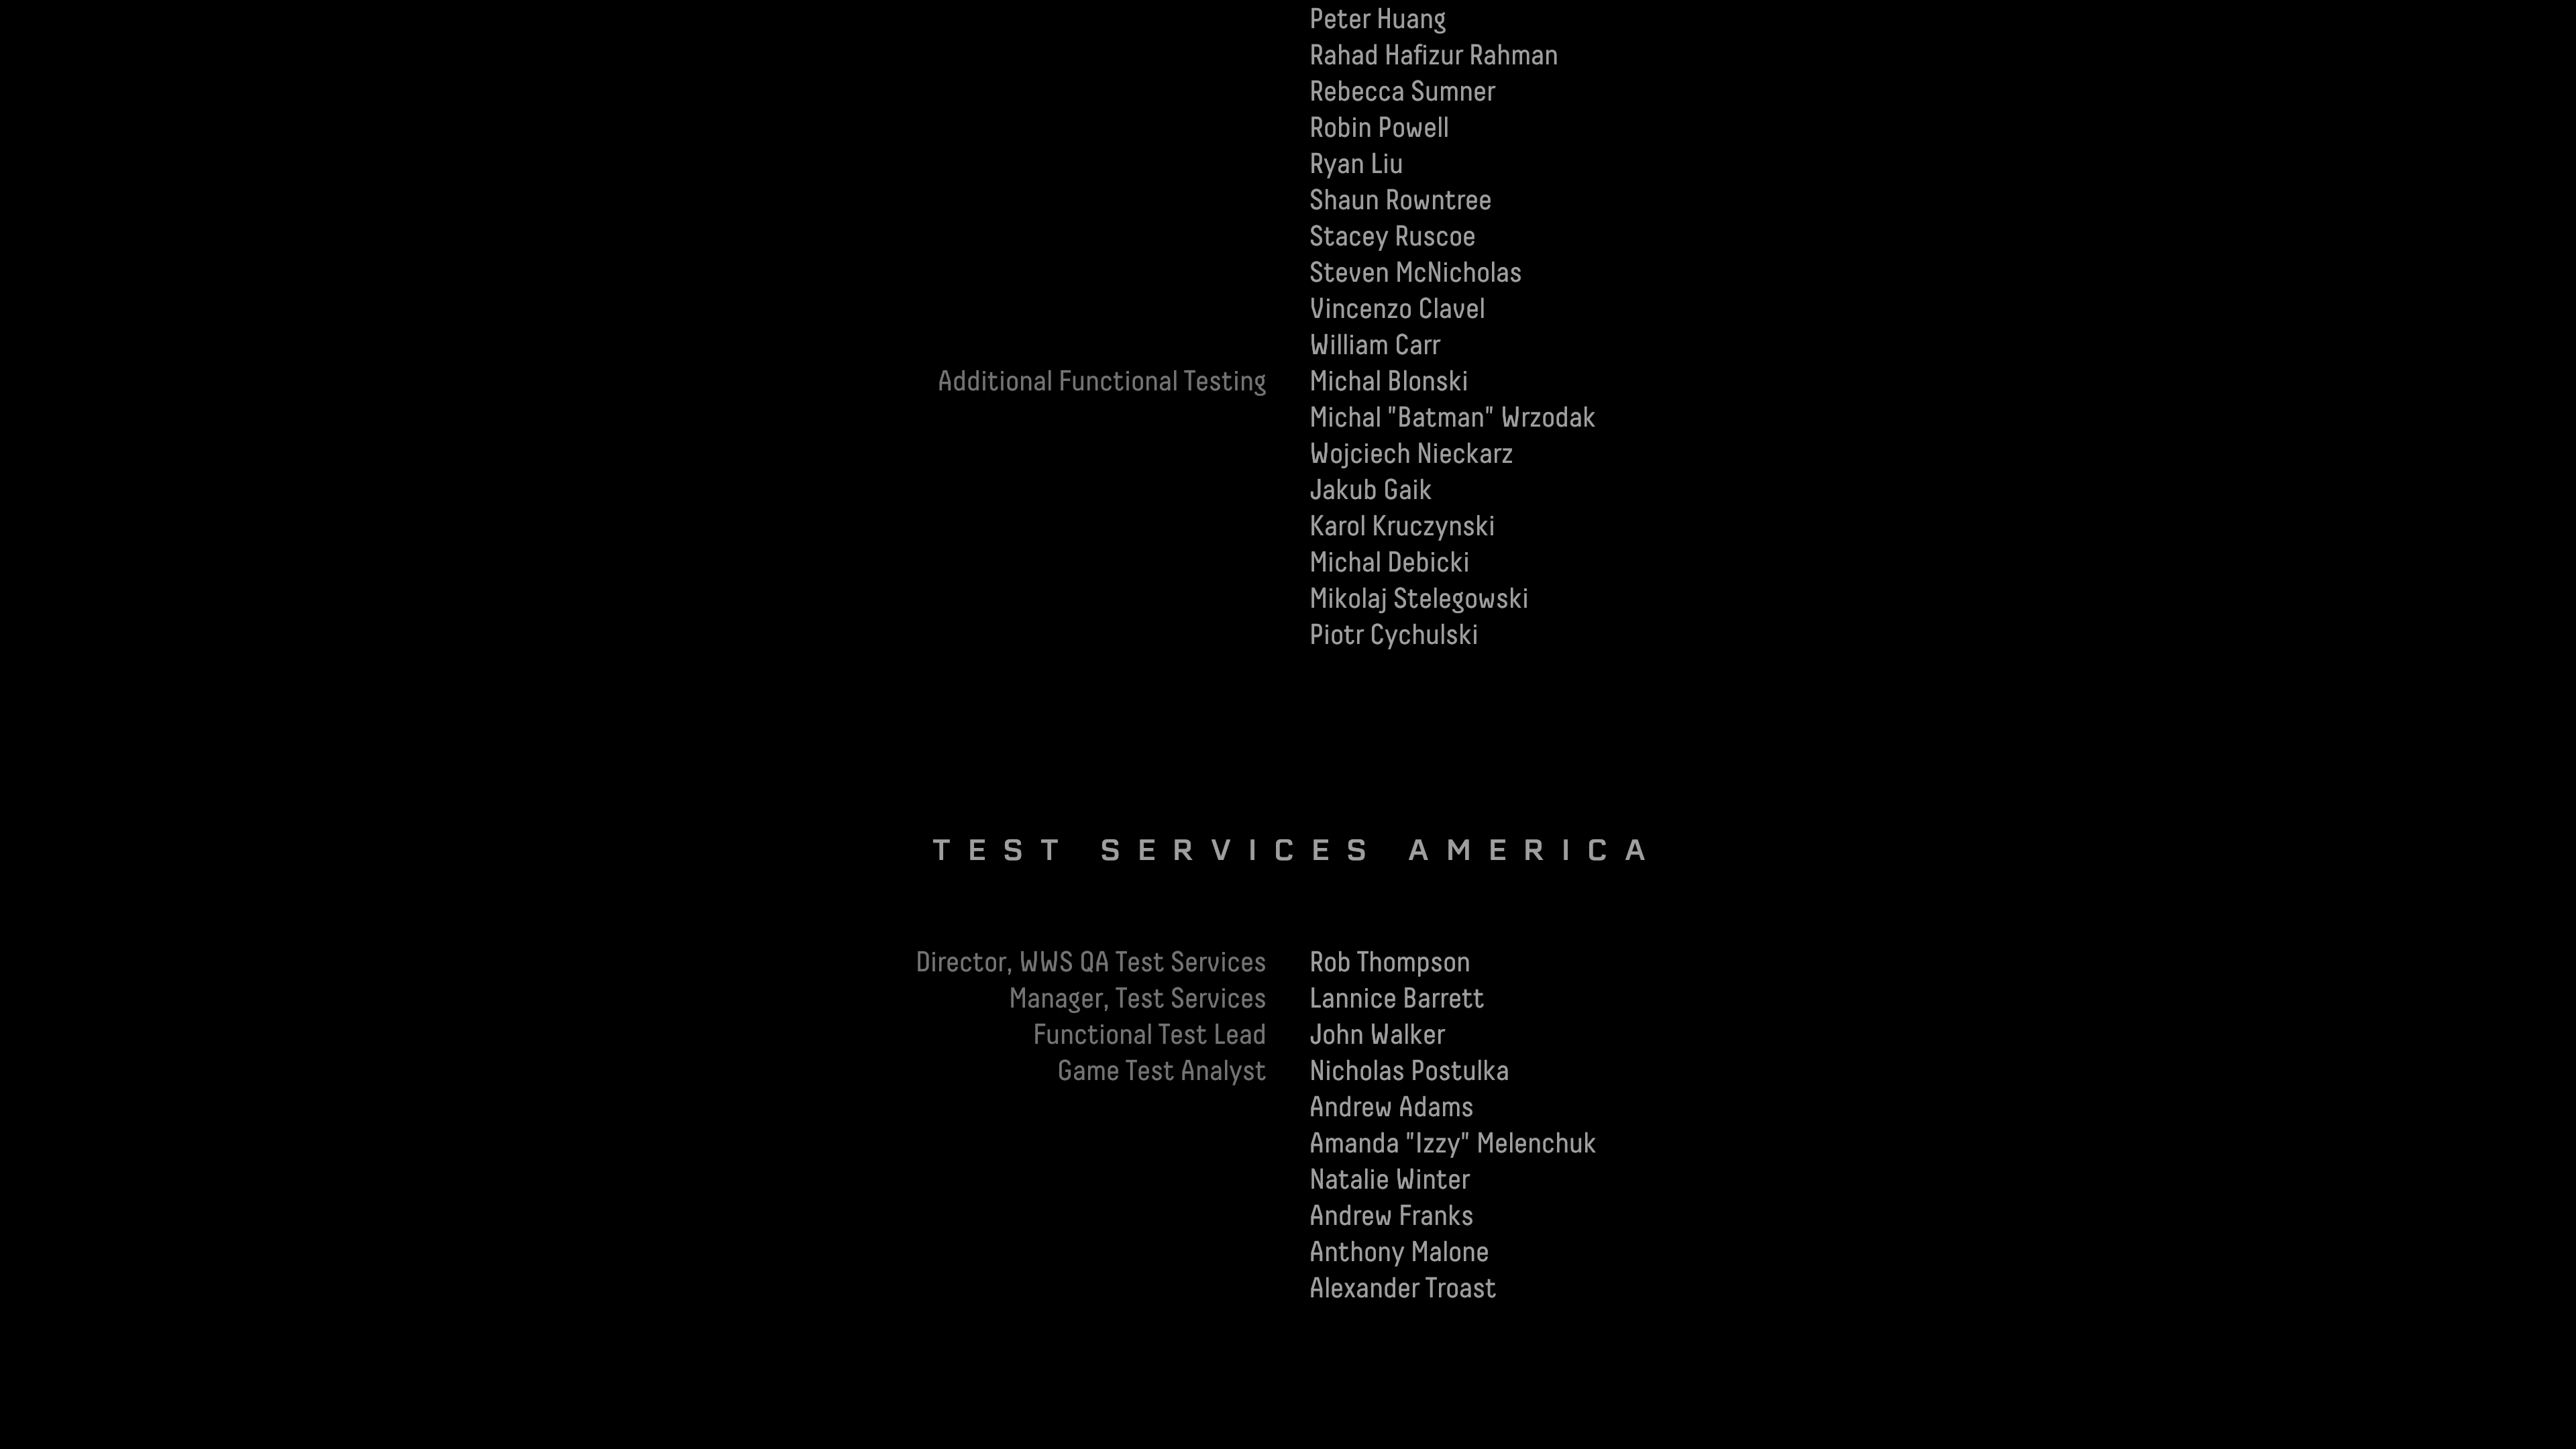 Peter Huang
Rahad Hafizur Rahman
Rebecca Sumner
Robin Powell
Ryan Liu
Shaun Rowntree
Stacey Ruscoe
Steven McNicholas
Vincenzo Clavel
William Carr
Additional Functional Testing Michal Blonski
Michal "Batman" Wrzodak
Wojciech Nieckarz
Jakub Gaik
Karol Kruczynski
Michal Debicki
Mikolaj Stelegowski
Piotr Cychulski
TEST SERVICES AMERICA
Director, WWS QA Test Services Rob Thompson
Manager, Test Services Lannice Barrett
Functional Test Lead John Walker
Game Test Analyst Nicholas Postulka
Andrew Adams
Amanda "Izzy" Melenchuk
Natalie Winter
Andrew Franks
Anthony Malone
Alexander Troast